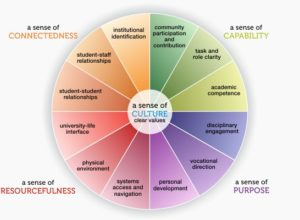 a sense of
CONNECTEDNESS
a sense of
CAPABILITY
institutional
identification
community
participation
and
contribution
student-staff
relationships
task and
role clarity
student-student
relationships
academic
competence
a sense of
CULTURE
clear values
university-life
interface
disciplinary
engagement
physical
environment
vocational
direction
systems
access and
navigation
personal
development
a sense of
RESOURCEFULNESS
a sense of
PURPOSE